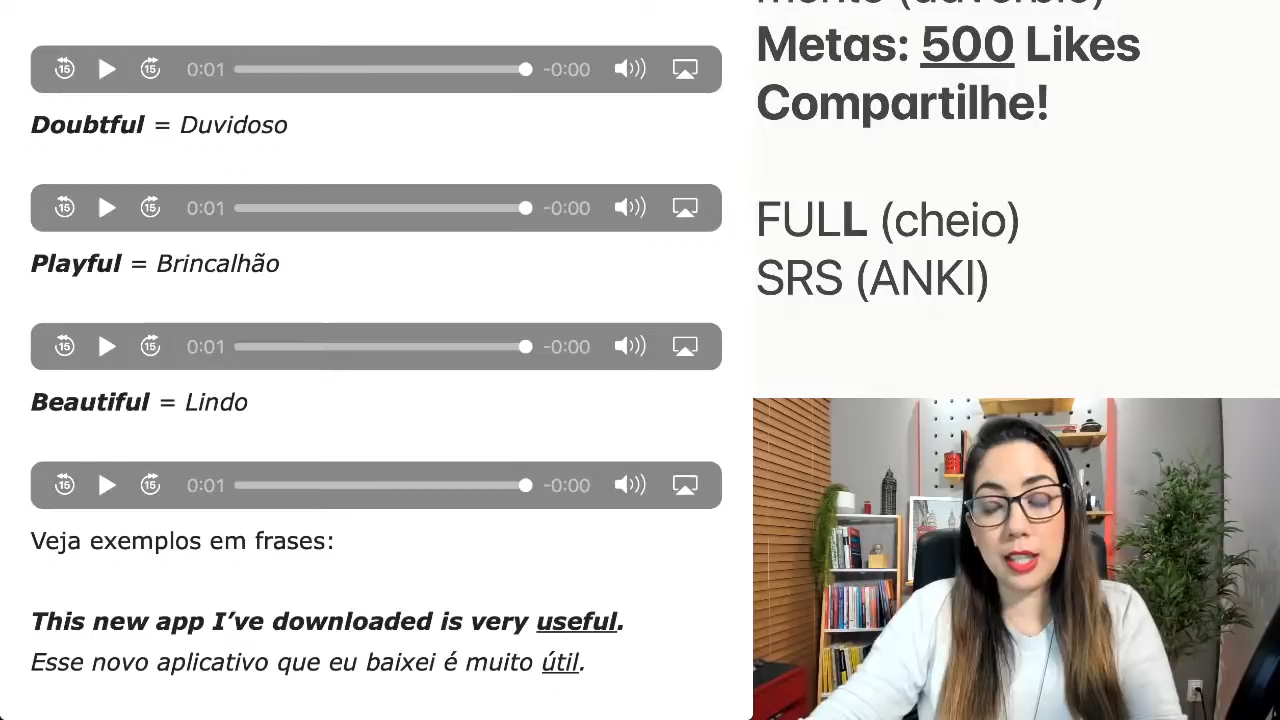 0:01 -0:00
Doubtful = Duvidoso
0:01 -0:00
Playful = Brincalhão
0:01 -0:00
Beautiful = Lindo
0:01 -0:00
Veja exemplos em frases:
This new app I’ve downloaded is very useful.
Esse novo aplicativo que eu baixei é muito útil.
Metas: 500 Likes
Compartilhe!
FULL (cheio)
SRS (ANKI)